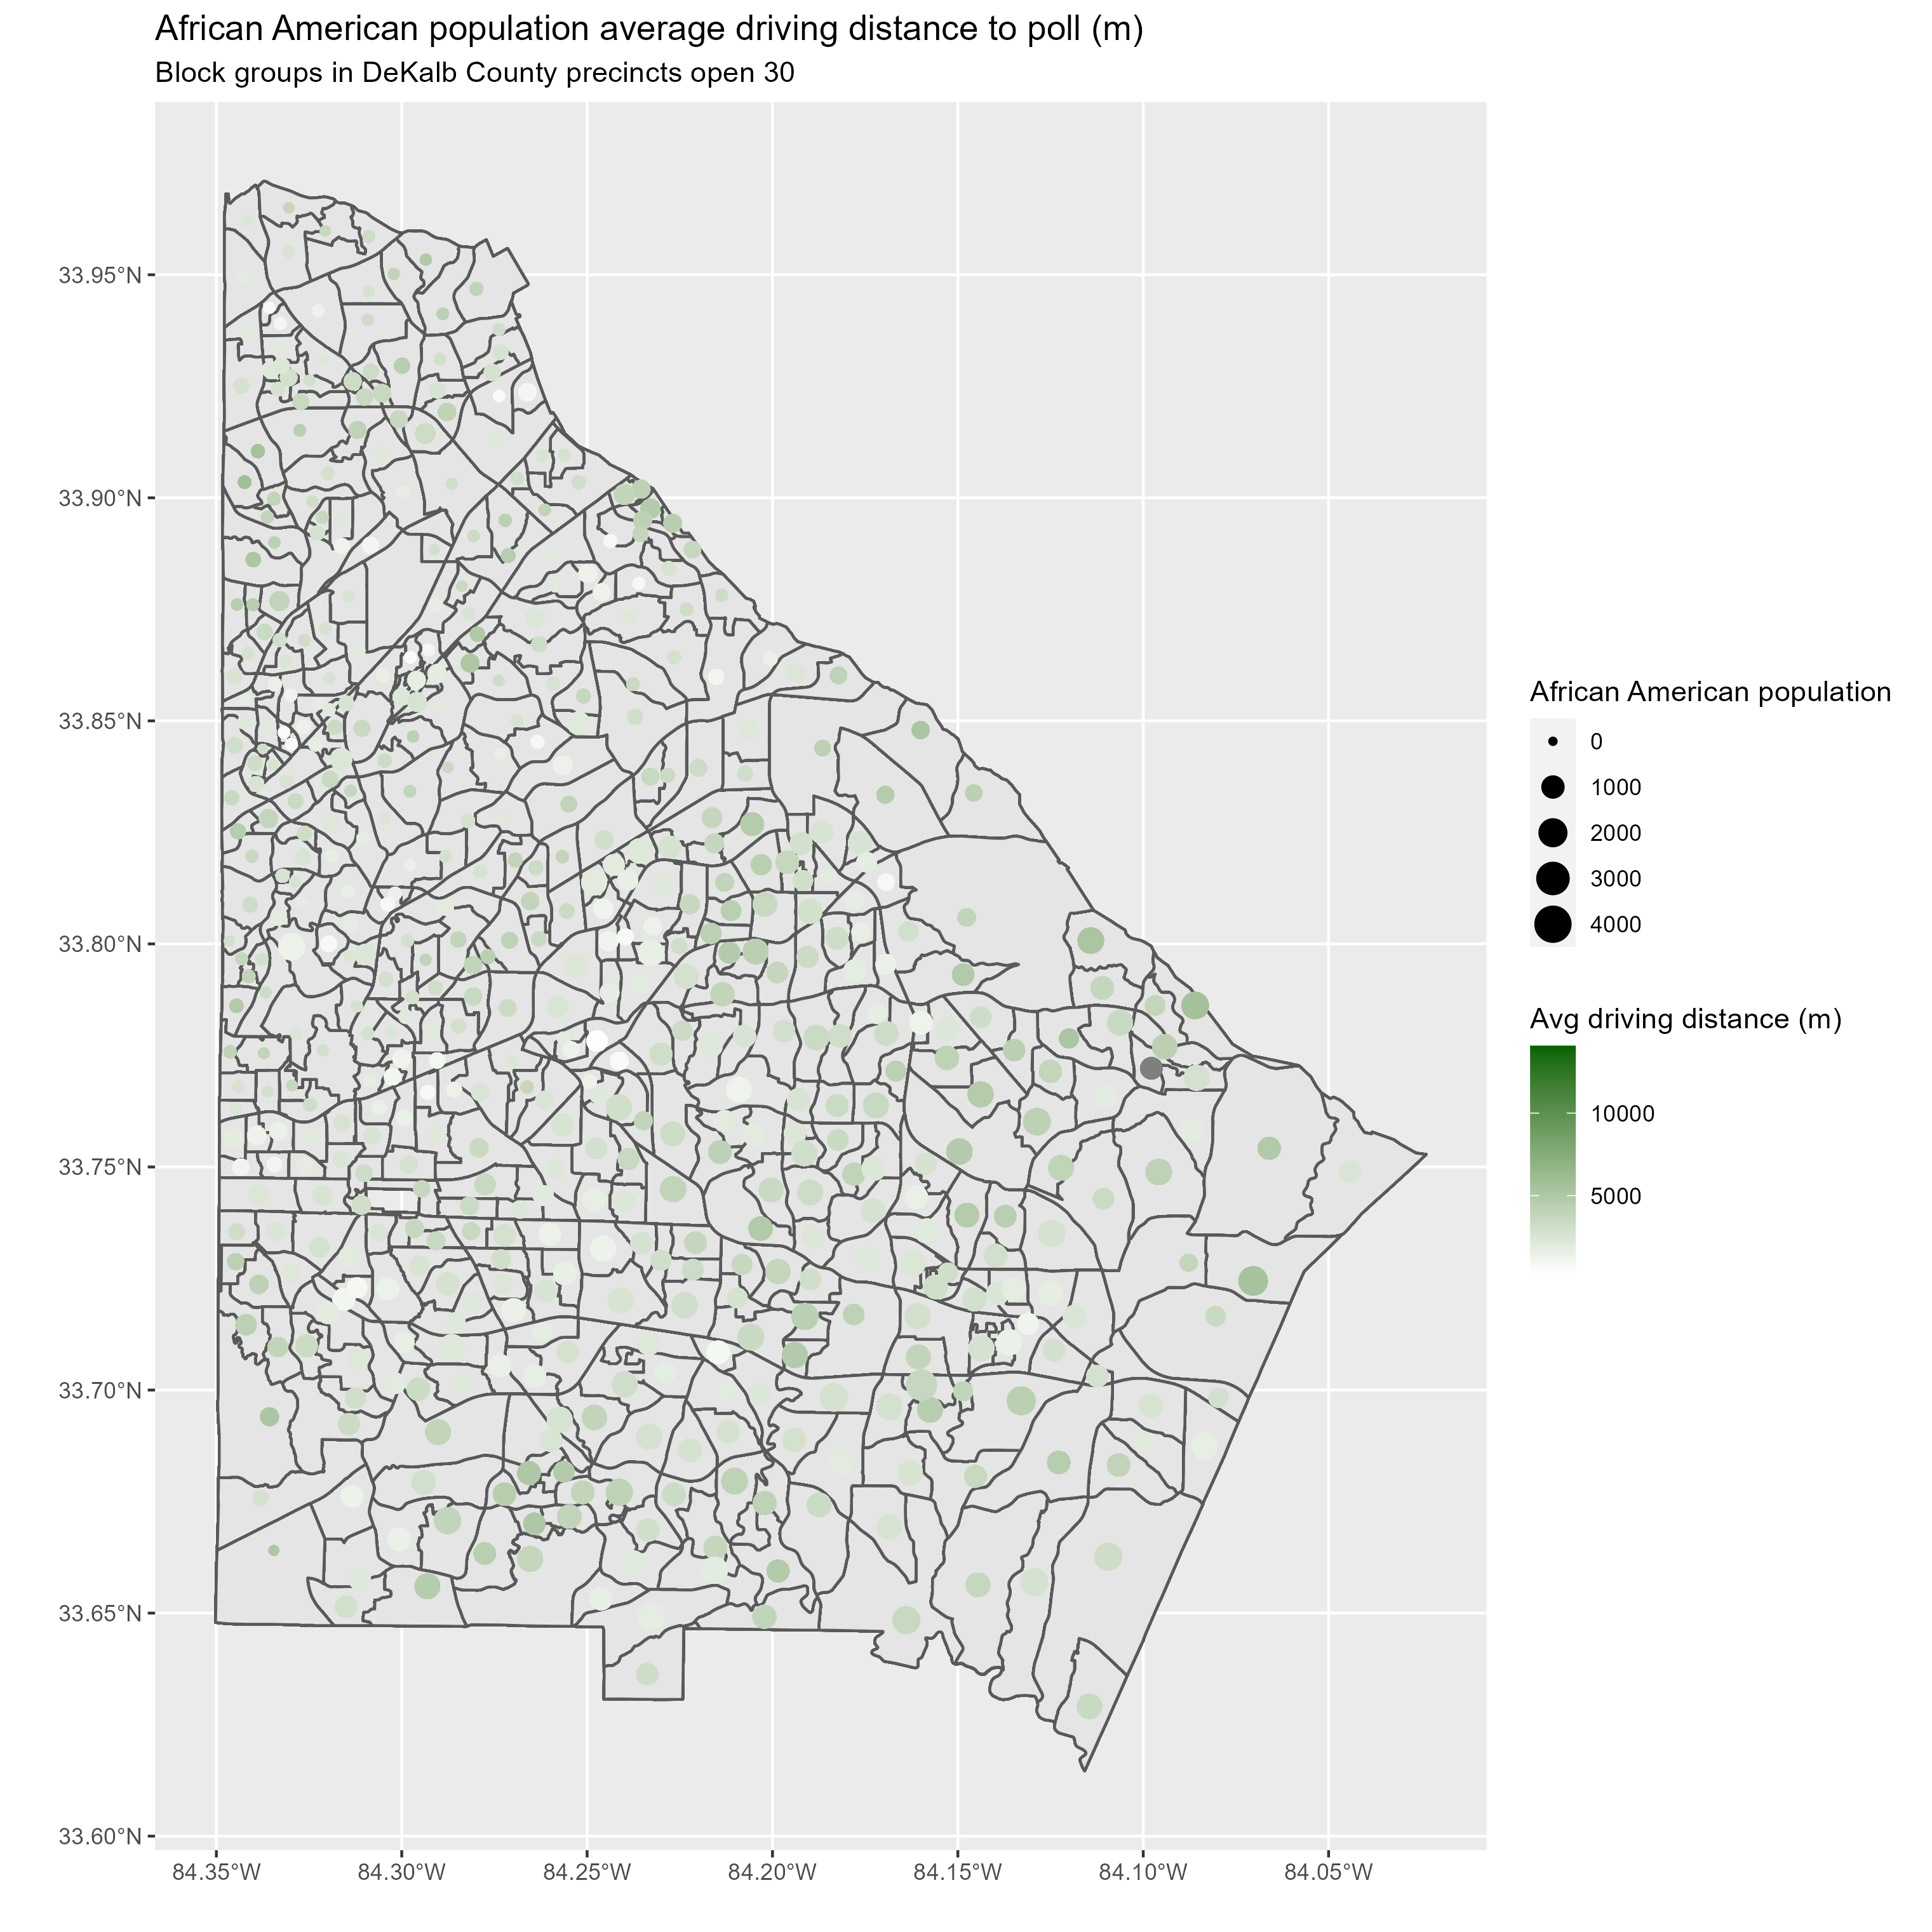 African American population average driving distance to poll (m)
Block groups in DeKalb County precincts open 30
33.95°N
33.90°N
33.85°N
33.80°N
33.75°N
33.70°N
33.65°N
33.60°N
84.35°W
84.30°W
84.25°W
84.20°W
84.15°W
84.10°W
84.05°W
African American population
0
1000
2000
3000
4000
Avg driving distance (m)
10000
5000